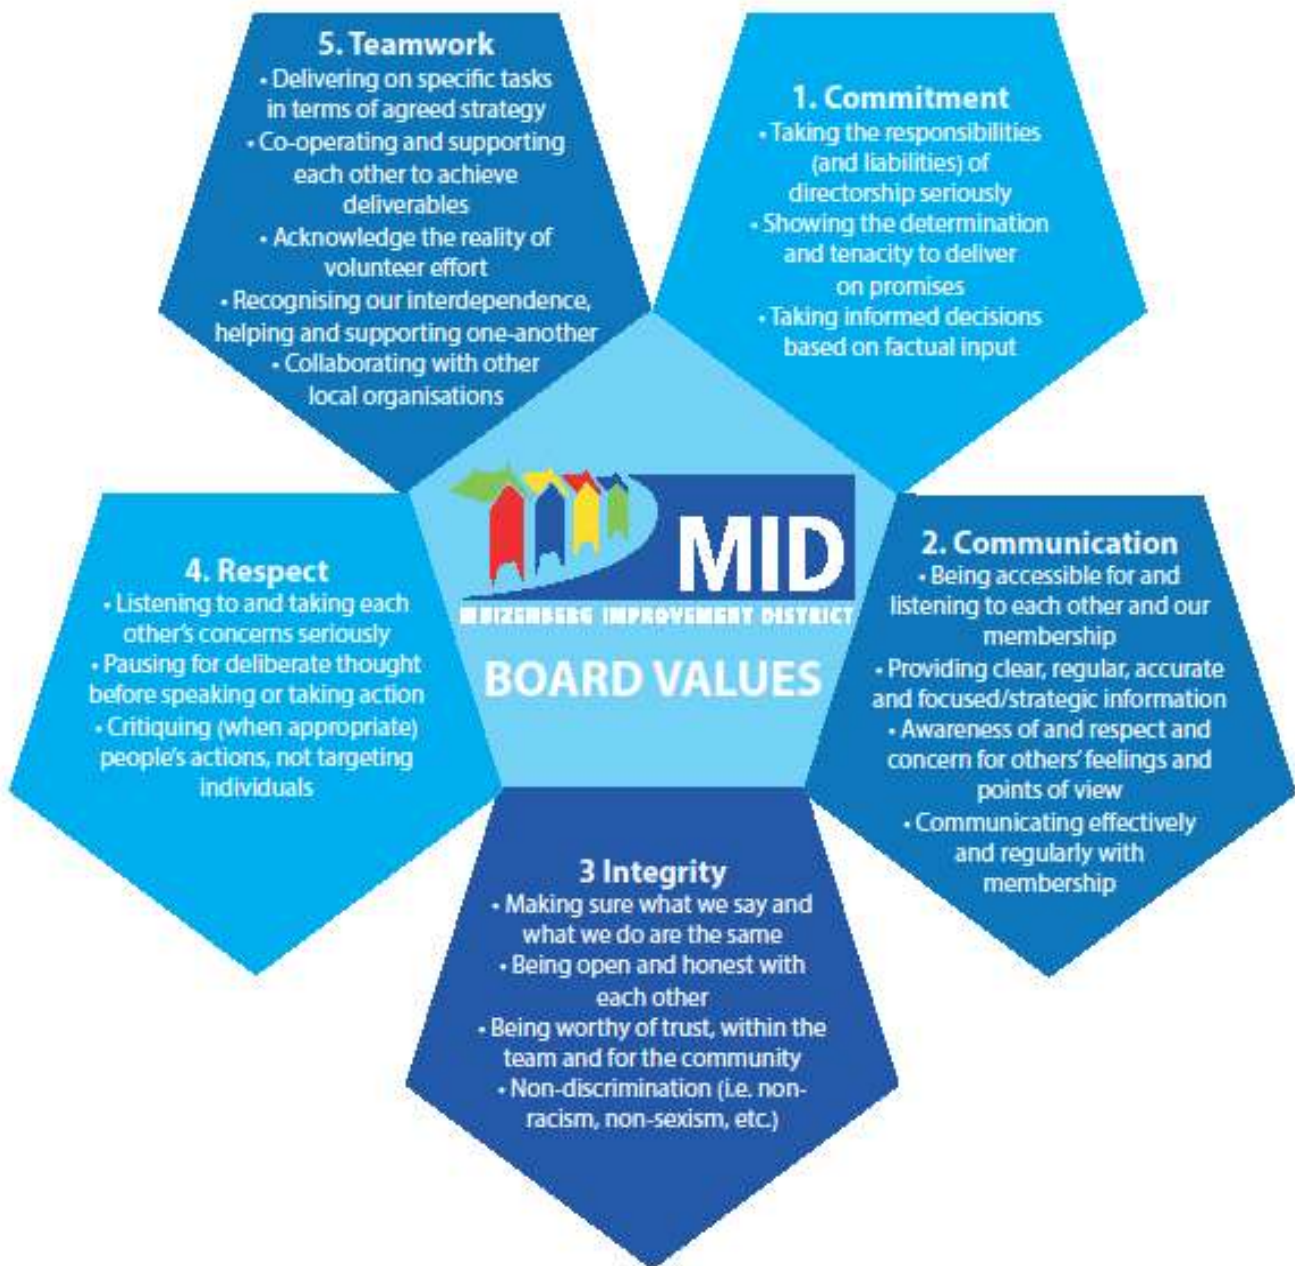 5. Teamwork
• Delivering on specific tasks
in terms of agreed strategy
• Co-operating and supporting
each other to achieve
deliverables
• Acknowledge the reality of
volunteer effort
• Recognising our interdependence,
helping and supporting one-another
• Collaborating with other
local organisations
1. Commitment
• Taking the responsibilities
(and liabilities) of
directorship seriously
• Showing the determination
and tenacity to deliver
on promises
• Taking informed decisions
based on factual input
MID
MUIZENBERG IMPROVEMENT DISTRICT
BOARD VALUES
2. Communication
• Being accessible for and
listening to each other and our
membership
• Providing clear, regular, accurate
and focused/strategic information
• Awareness of and respect and
concern for others' feelings and
points of view
• Communicating effectively
and regularly with
membership
3 Integrity
• Making sure what we say and
what we do are the same
• Being open and honest with
each other
• Being worthy of trust, within the
team and for the community
• Non-discrimination (i.e. non-
racism, non-sexism, etc.)
4. Respect
• Listening to and taking each
other's concerns seriously
• Pausing for deliberate thought
before speaking or taking action
• Critiquing (when appropriate)
people's actions, not targeting
individuals